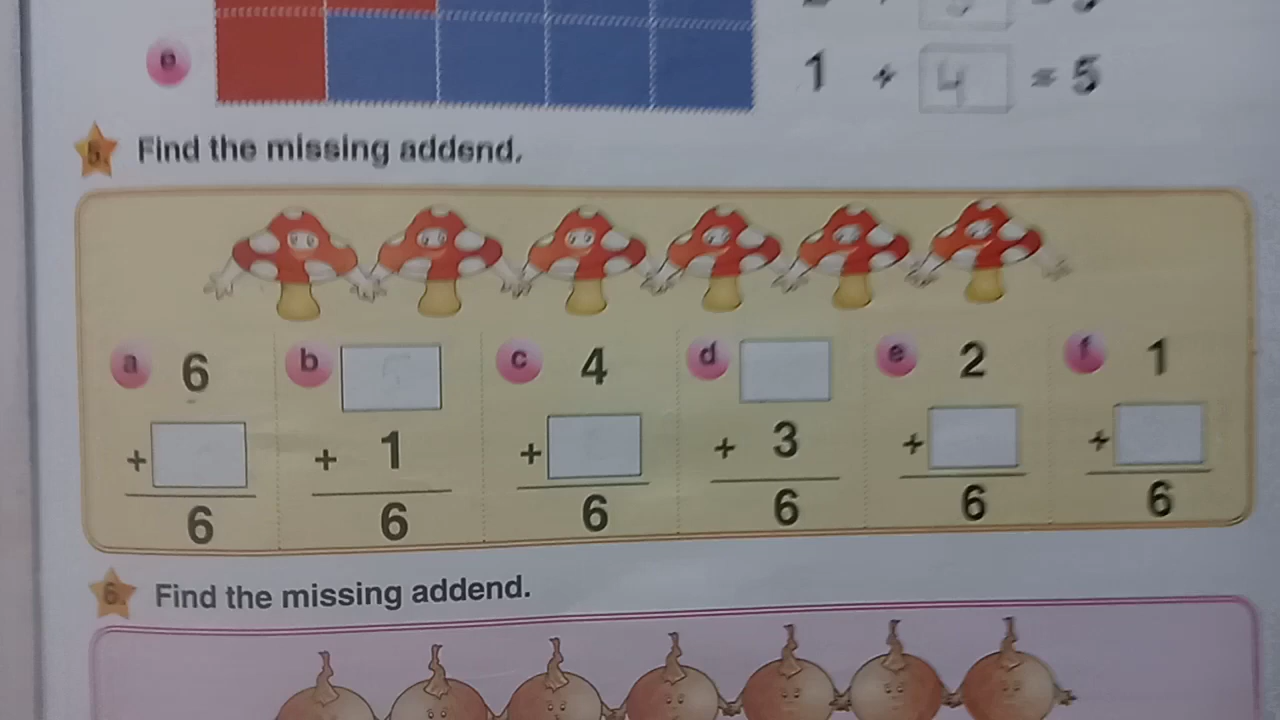 e 1 + 4 = 5
5. Find the missing addend.
a 6 b c 4 d e 2 f 1
+ + 1 + + 3 + +
6 6 6 6 6 6
6. Find the missing addend.